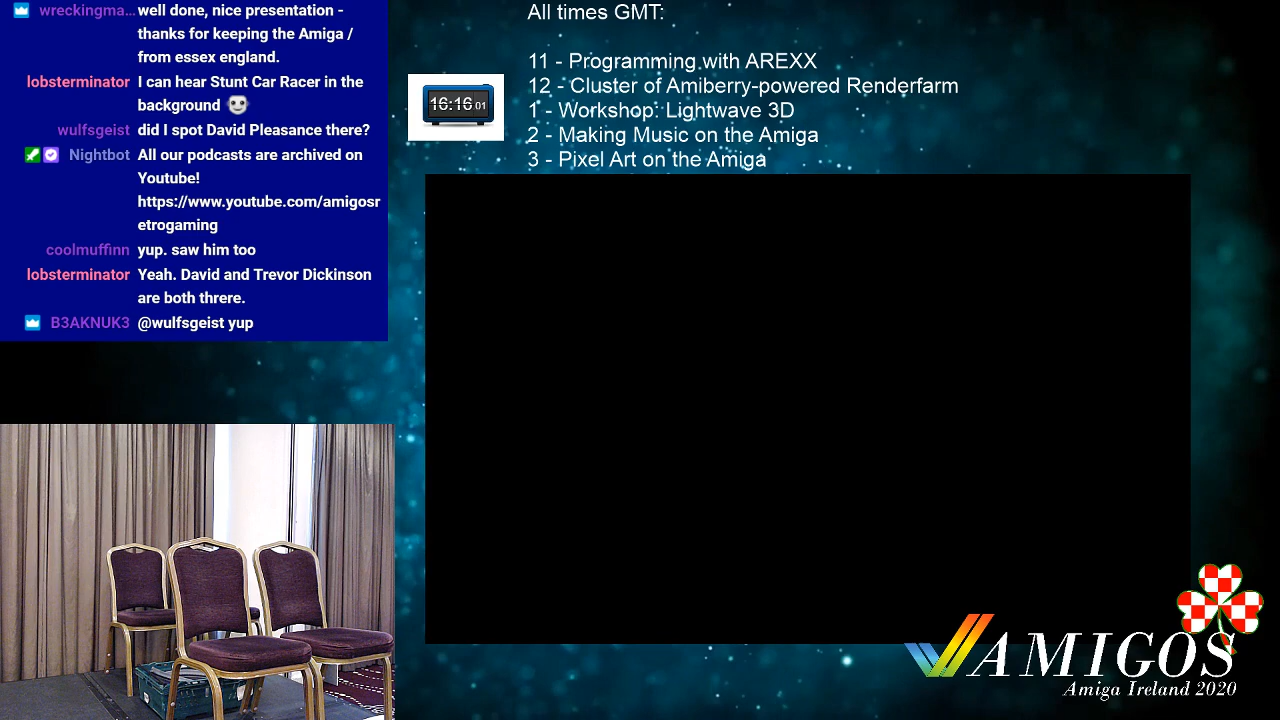 wreckingma... well done, nice presentation -
thanks for keeping the Amiga /
from essex england.
lobsterminator I can hear Stunt Car Racer in the
background
wulfsgeist did I spot David Pleasance there?
Nightbot All our podcasts are archived on
Youtube!
https://www.youtube.com/amigosr
etrogaming
coolmuffinn yup. saw him too
lobsterminator Yeah. David and Trevor Dickinson
are both threre.
B3AKNUK3 @wulfsgeist yup
16:16 01
All times GMT:
11 - Programming with AREXX
12 - Cluster of Amiberry-powered Renderfarm
1 - Workshop: Lightwave 3D
2 - Making Music on the Amiga
3 - Pixel Art on the Amiga
AMIGOS
Amiga Ireland 2020